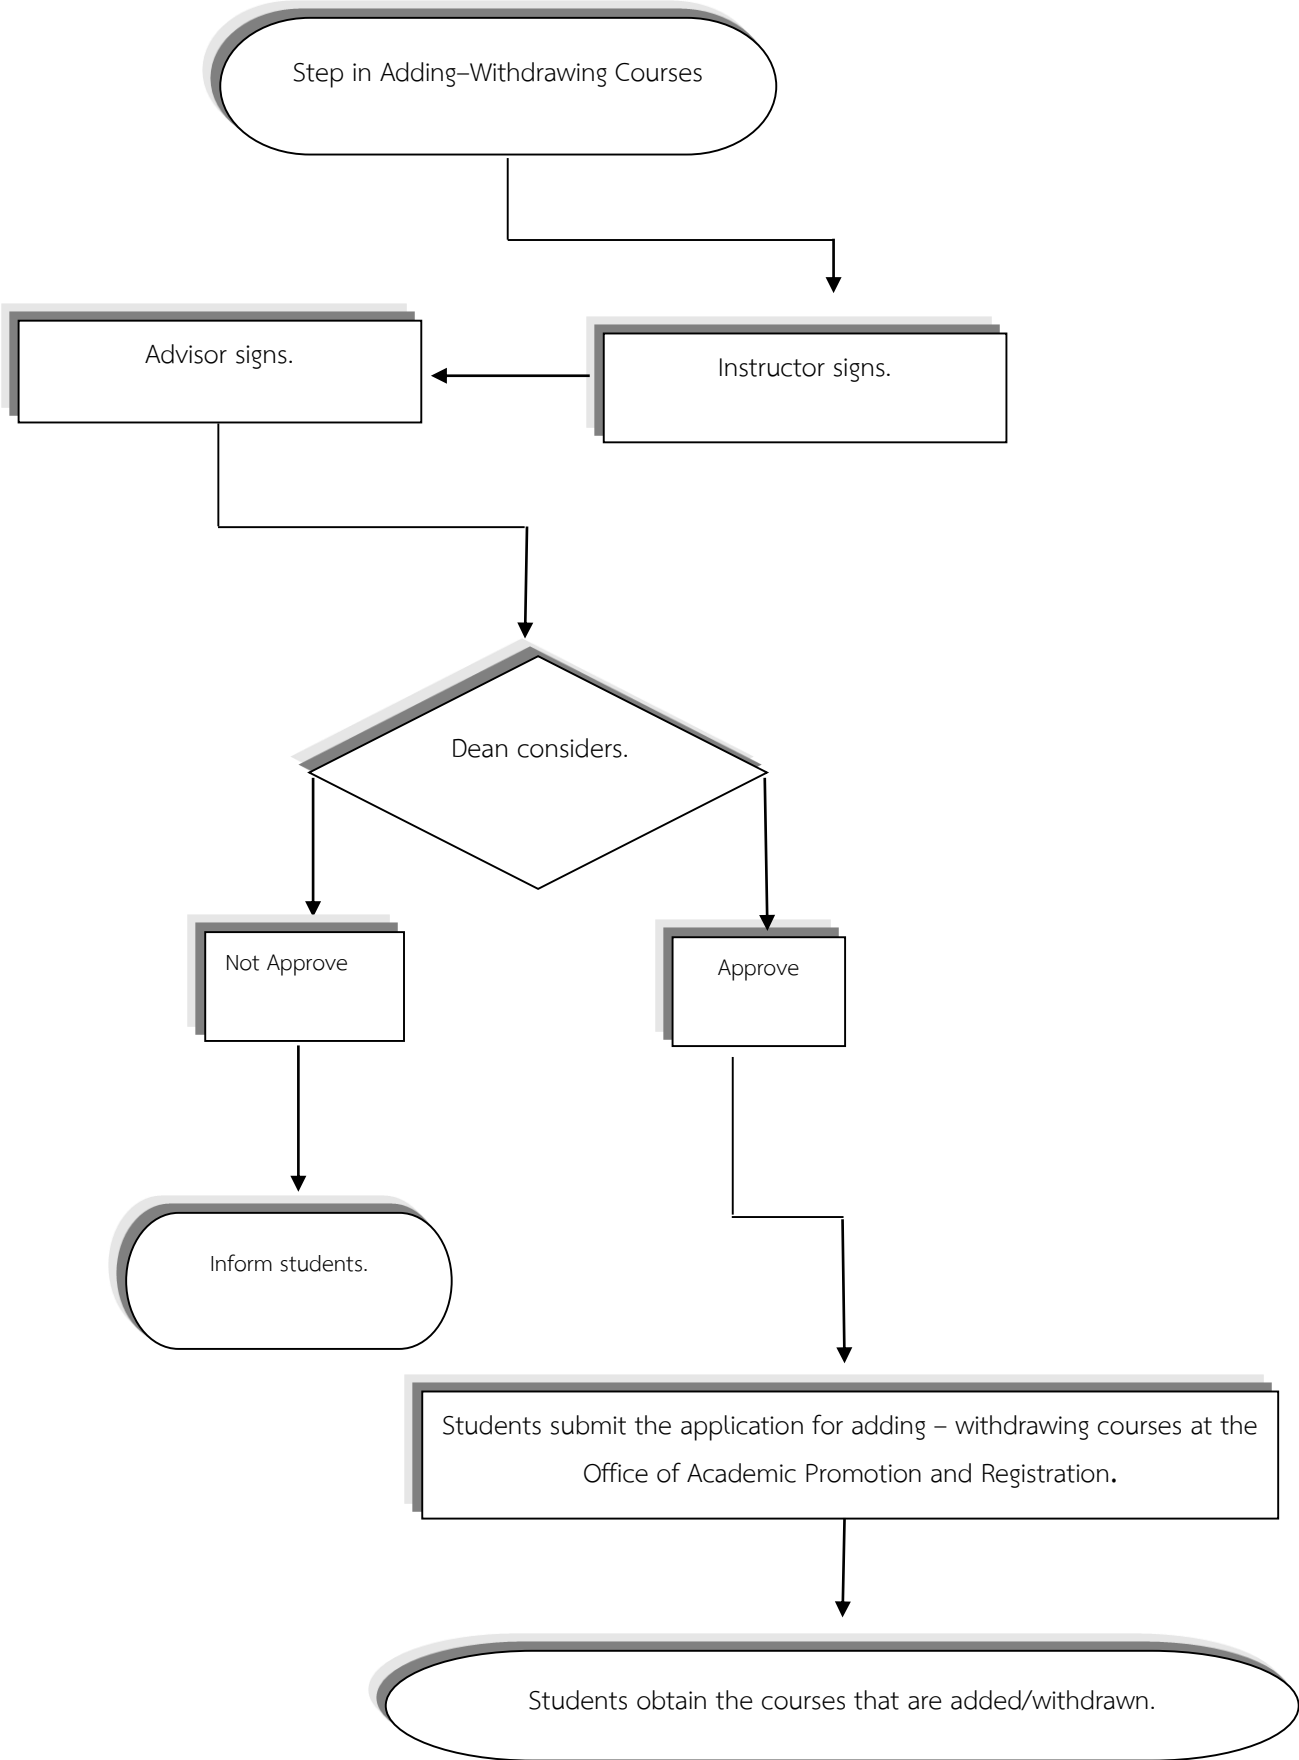 Step in Adding–Withdrawing Courses
Instructor signs.
Advisor signs.
Dean considers.
Not Approve
Approve
Inform students.
Students submit the application for adding – withdrawing courses at the
Office of Academic Promotion and Registration.
Students obtain the courses that are added/withdrawn.